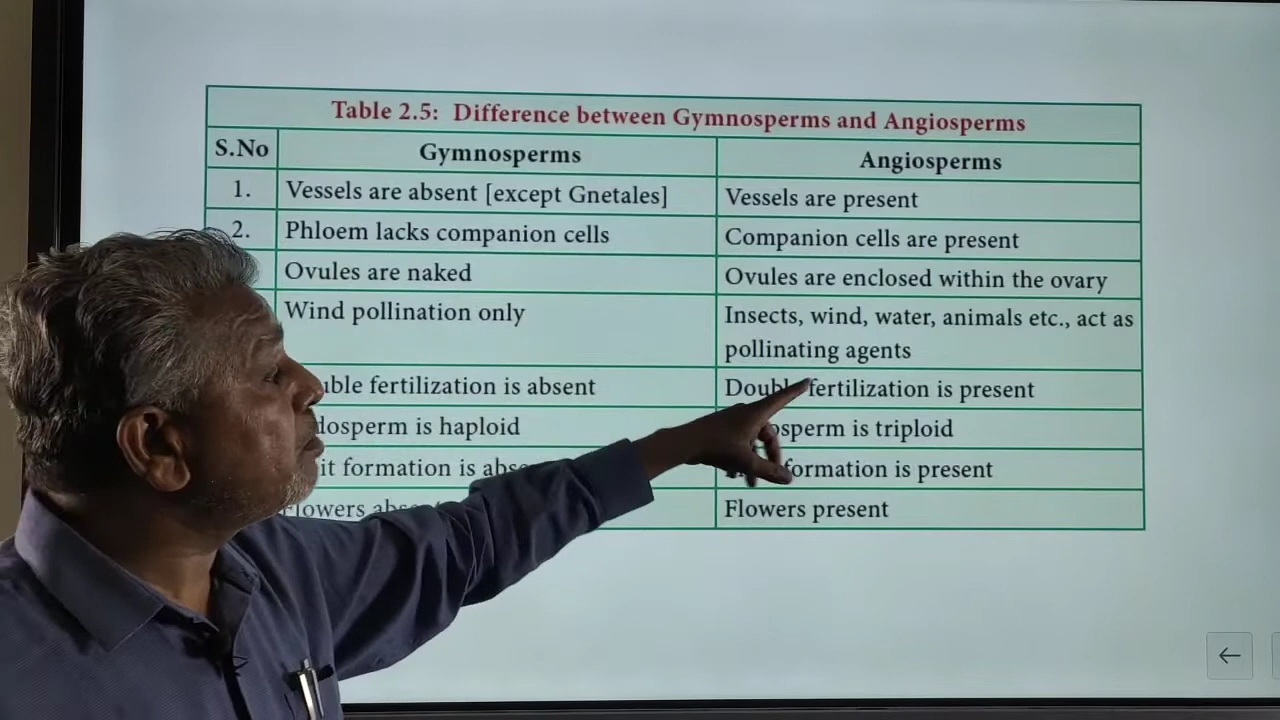 Table 2.5: Difference between Gymnosperms and Angiosperms
S.No Gymnosperms Angiosperms
1. Vessels are absent [except Gnetales] Vessels are present
2. Phloem lacks companion cells Companion cells are present
Ovules are naked Ovules are enclosed within the ovary
Wind pollination only Insects, wind, water, animals etc., act as
pollinating agents
fertilization is absent Double fertilization is present
is haploid is triploid
formation is formation is present
Flowers Flowers present